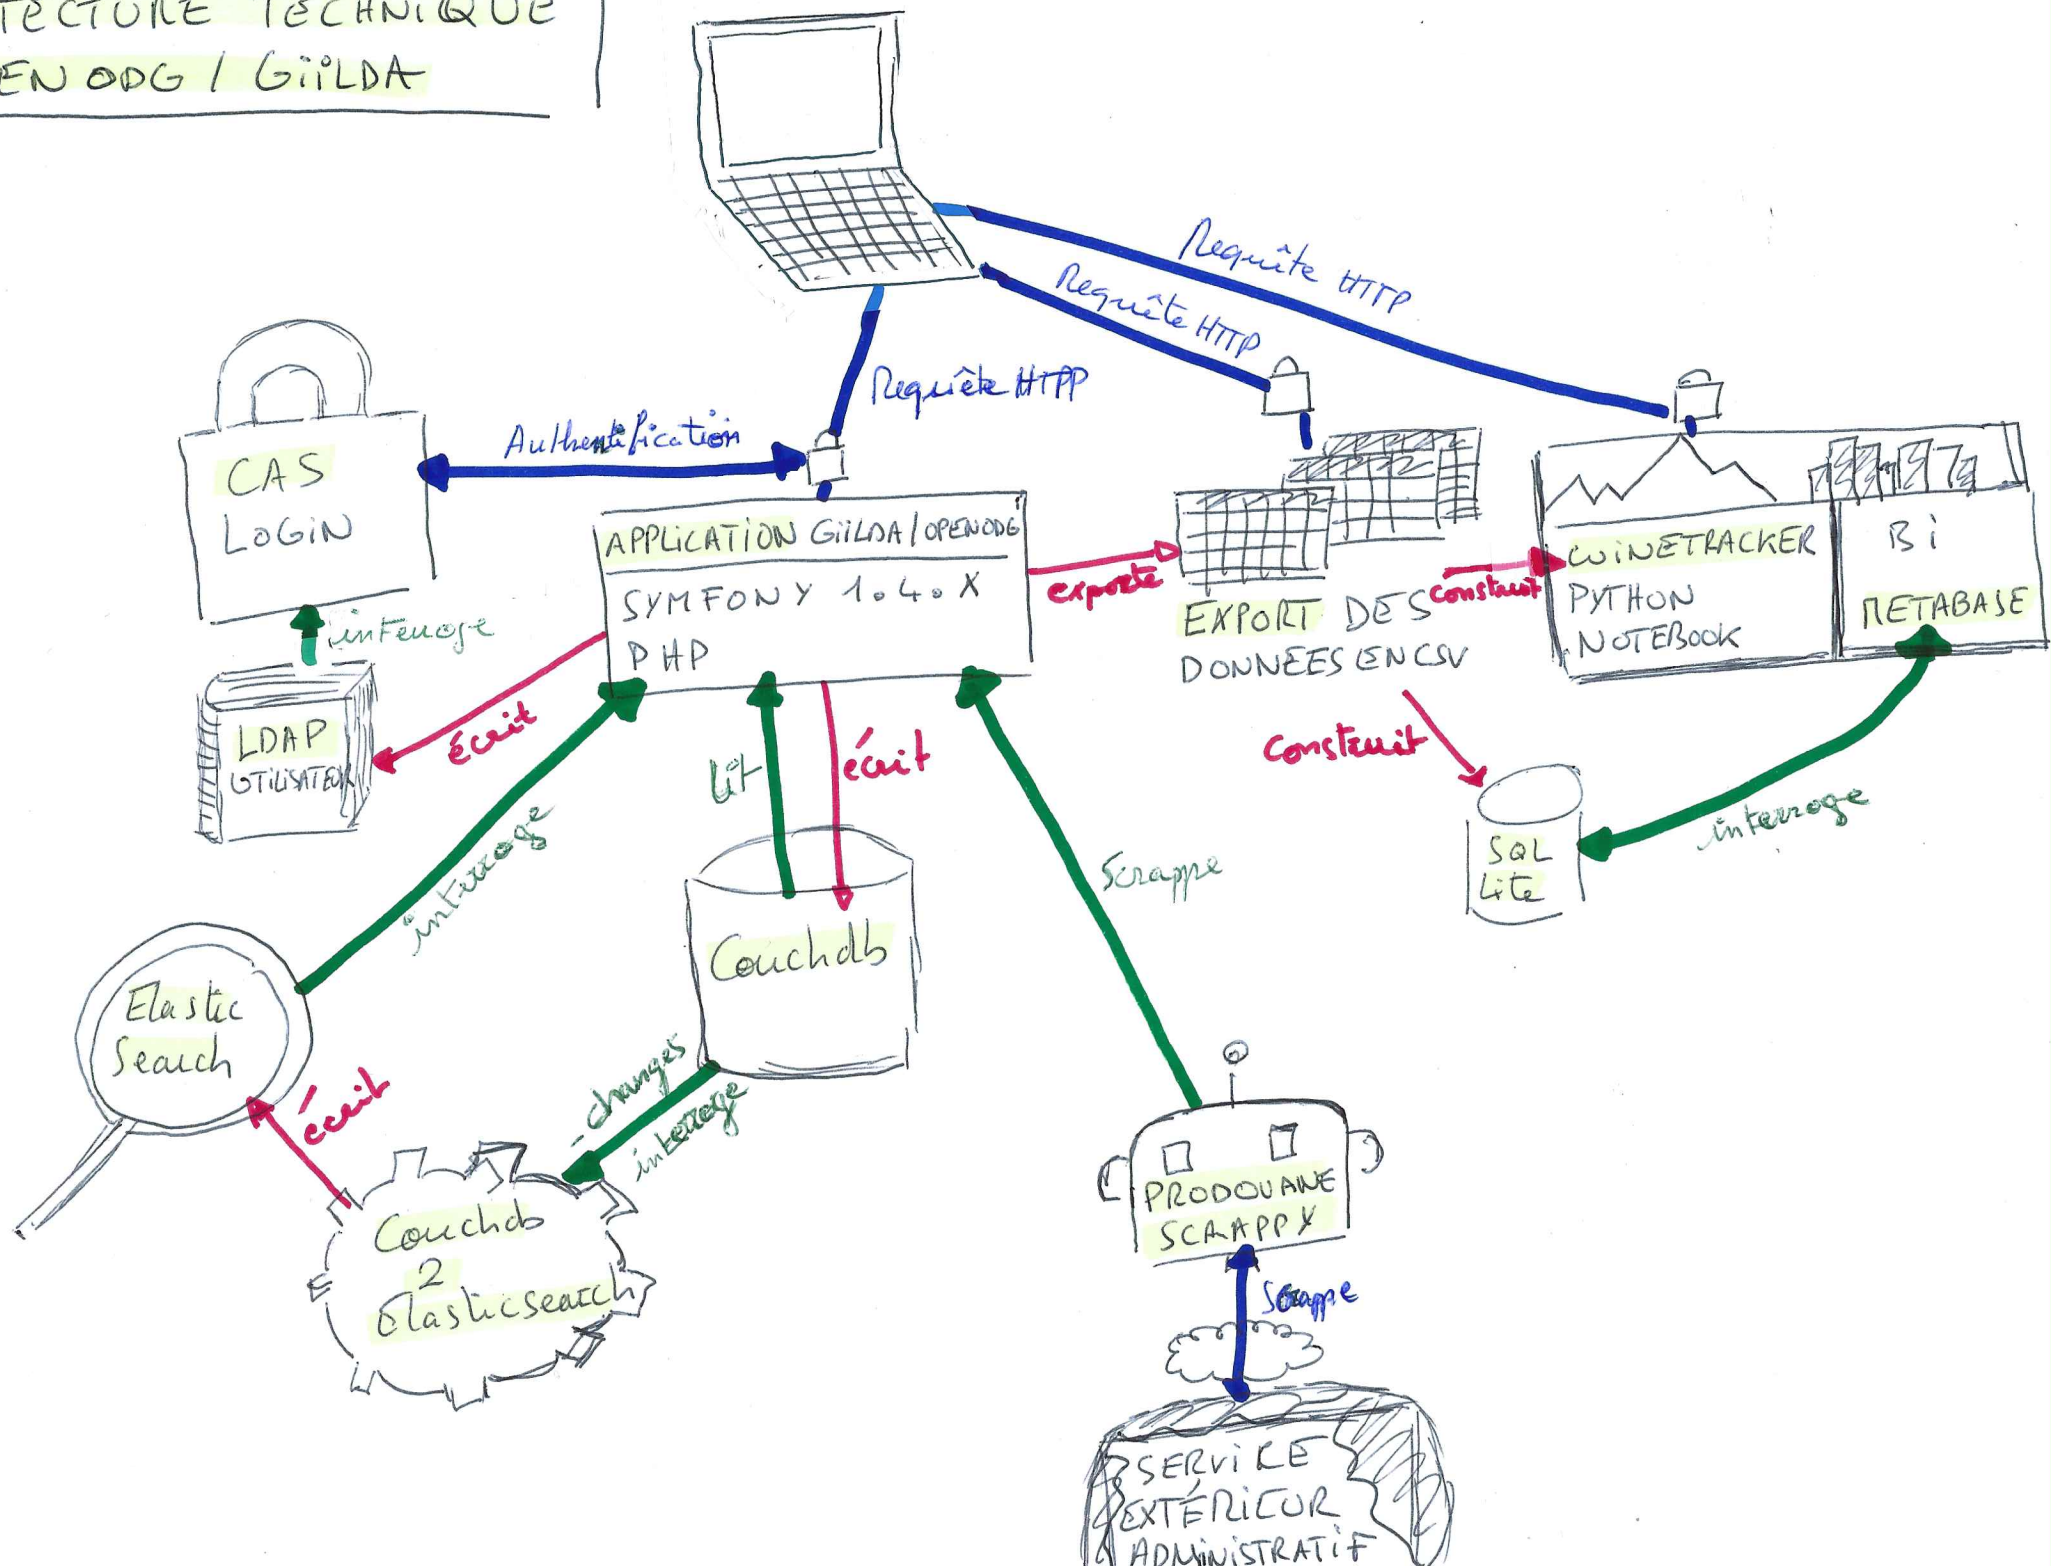 TECTURE TECHNIQUE
EN ODG / GiiLDA
Requête HTTP
Requête HTTP
Requête HTPP
Authentification
CAS
LOGiN
APPLiCATiON GiiLDA/OPENODG
SYMFONY 1.4.X
PHP
exporte
EXPORT DES
DONNEES EN CSV
construit
WINETRACKER
PYTHON
NOTEBOOK
Bi
METABASE
interroge
LDAP
UTiLiSATEUR
écrit
lit
écrit
construit
SQL
Lite
interroge
interroge
Scrappe
Couchdb
Elastic
Search
écrit
_changes
interroge
Couchdb
2
Elasticsearch
PRODOUANE
SCRAPPY
Scrappe
SERViCE
EXTÉRiEUR
ADMiNiSTRATiF